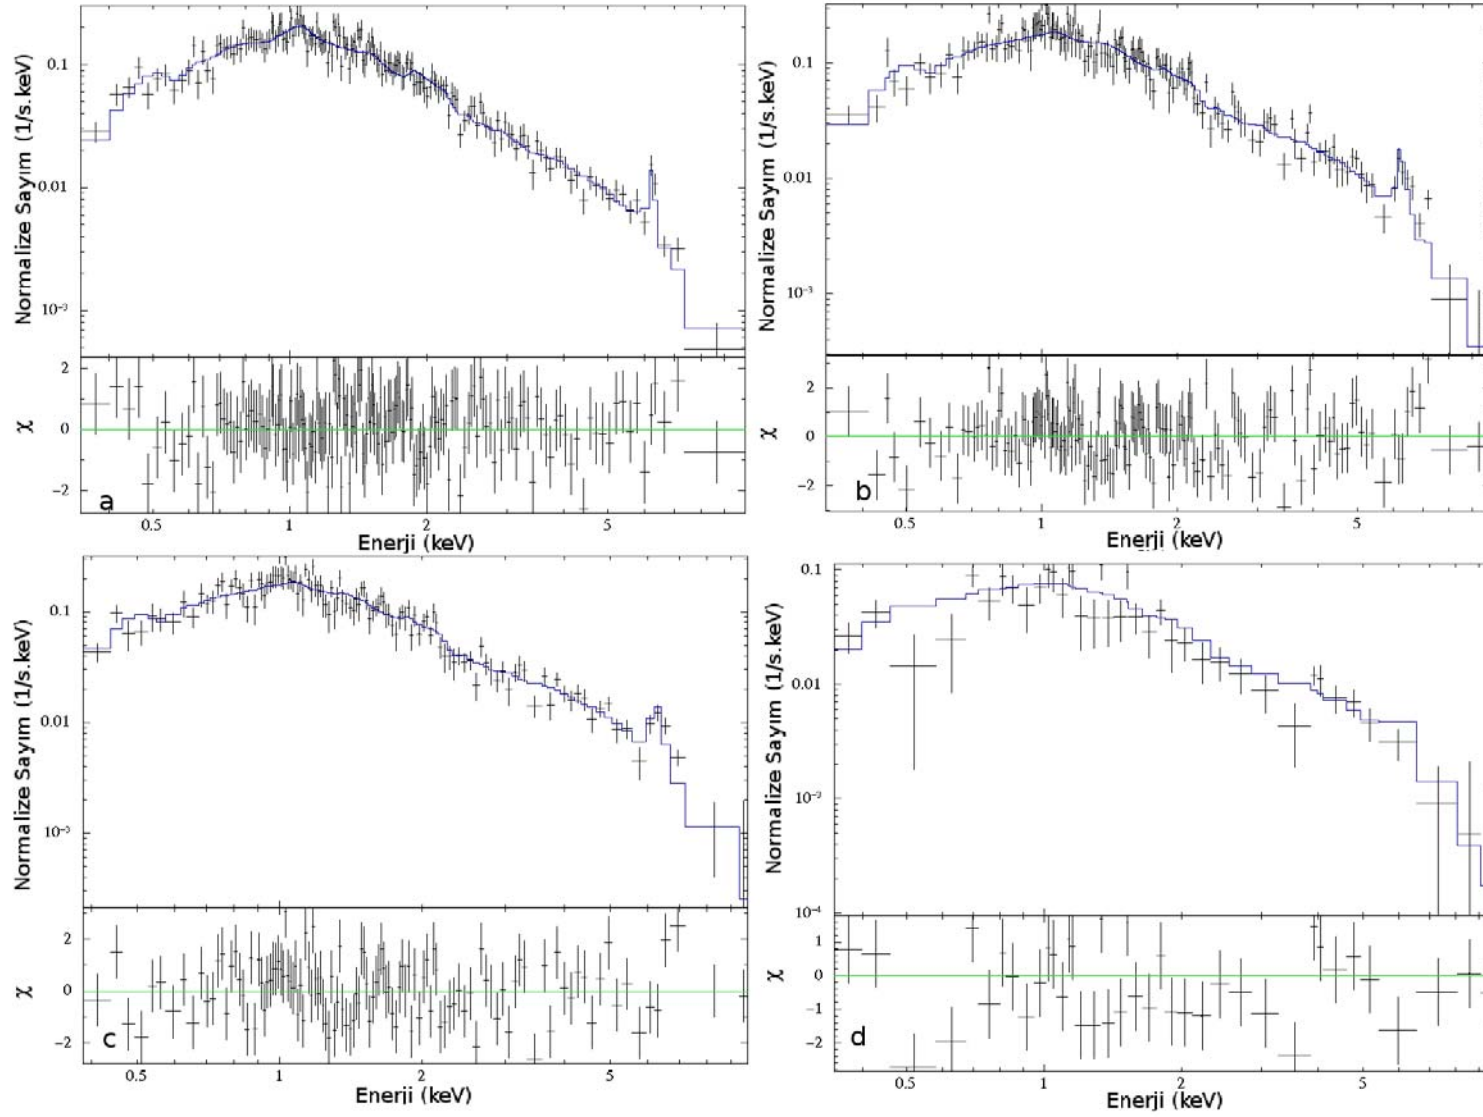 Normalize Sayım (1/s.keV)
0.1
0.01
10⁻³
χ
2
0
−2
a
0.5 1 2 5
Enerji (keV)
Normalize Sayım (1/s.keV)
0.1
0.01
10⁻³
χ
2
0
−2
b
0.5 1 2 5
Enerji (keV)
Normalize Sayım (1/s.keV)
0.1
0.01
10⁻³
χ
2
0
−2
c
0.5 1 2 5
Enerji (keV)
Normalize Sayım (1/s.keV)
0.1
0.01
10⁻³
10⁻⁴
χ
1
0
−1
−2
d
0.5 1 2 5
Enerji (keV)